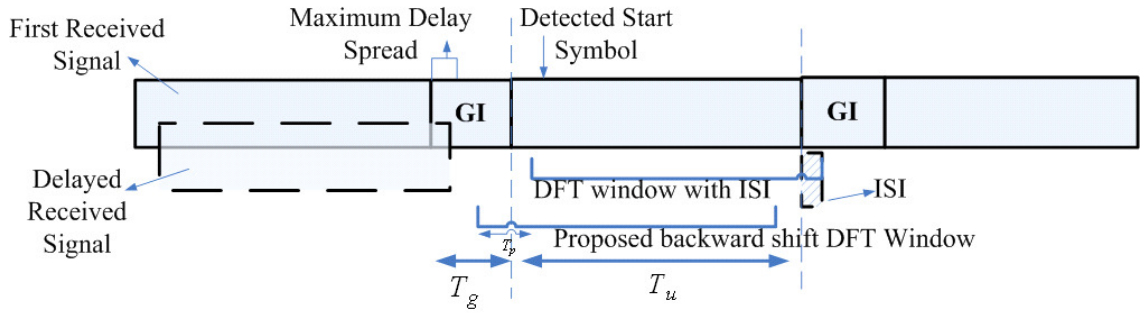 First Received
Signal
Maximum Delay
Spread
Detected Start
Symbol
GI
GI
Delayed
Received
Signal
DFT window with ISI
ISI
Proposed backward shift DFT Window
T_p
T_g
T_u